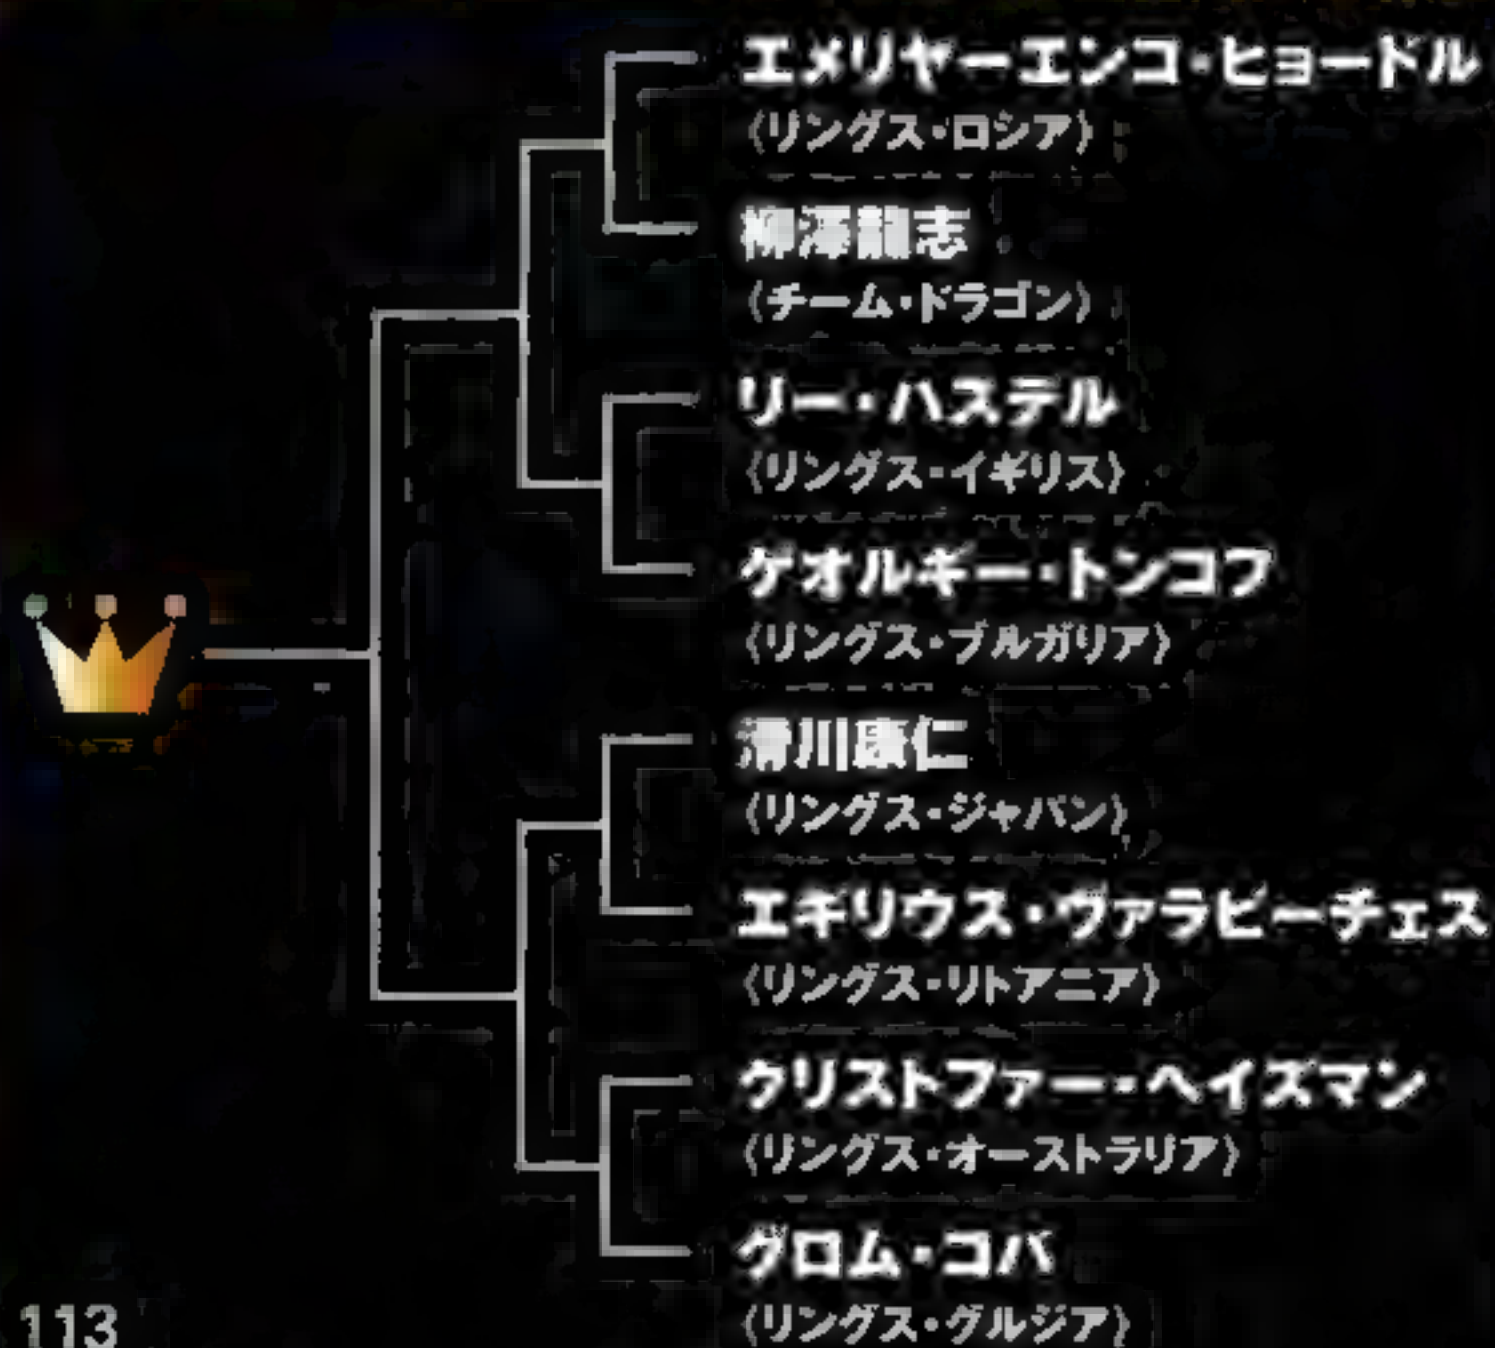 エメリヤーエンコ・ヒョードル
〈リングス・ロシア〉
柳澤龍志
〈チーム・ドラゴン〉
リー・ハステル
〈リングス・イギリス〉
ゲオルギー・トンコフ
〈リングス・ブルガリア〉
滑川康仁
〈リングス・ジャパン〉
エギリウス・ヴァラビーチェス
〈リングス・リトアニア〉
クリストファー・ヘイズマン
〈リングス・オーストラリア〉
グロム・コバ
〈リングス・グルジア〉
113